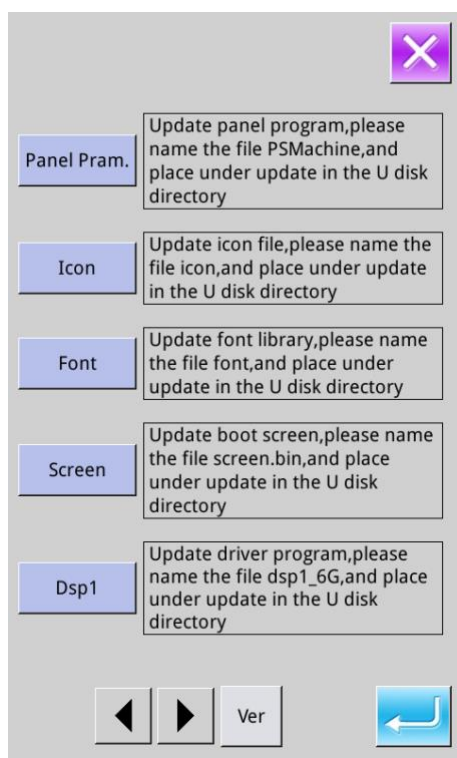 Panel Pram.
Update panel program,please
name the file PSMachine,and
place under update in the U disk
directory
Icon
Update icon file,please name the
file icon,and place under update
in the U disk directory
Font
Update font library,please name
the file font,and place under
update in the U disk directory
Screen
Update boot screen,please name
the file screen.bin,and place
under update in the U disk
directory
Dsp1
Update driver program,please
name the file dsp1_6G,and place
under update in the U disk
directory
Ver